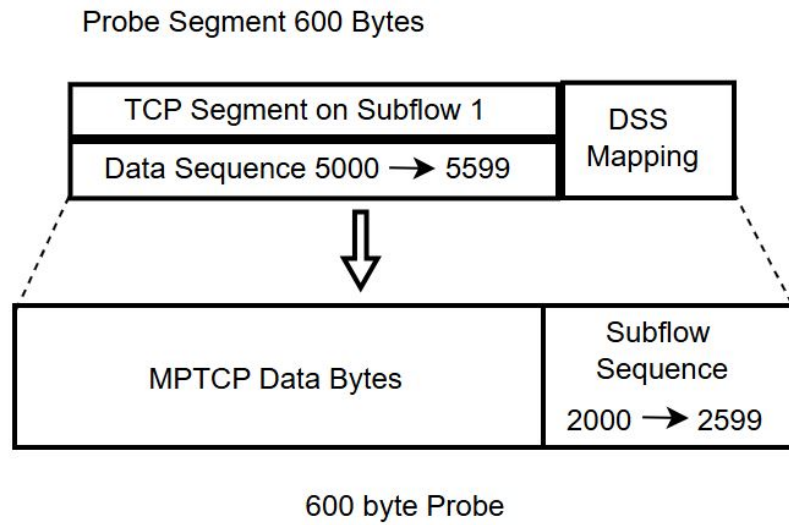 Probe Segment 600 Bytes
TCP Segment on Subflow 1
Data Sequence 5000 → 5599
DSS
Mapping
MPTCP Data Bytes
Subflow
Sequence
2000 → 2599
600 byte Probe